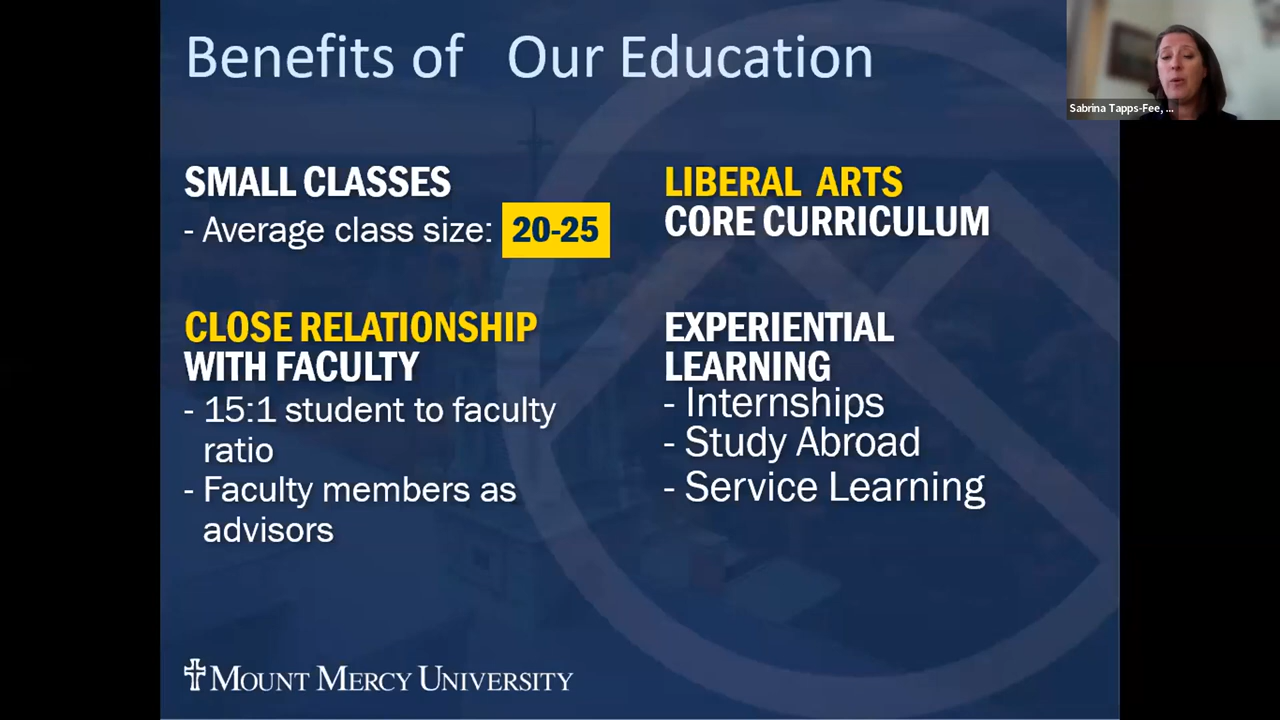 Benefits of Our Education
Sabrina Tapps-Fee, ...
SMALL CLASSES
- Average class size: 20-25
CLOSE RELATIONSHIP
WITH FACULTY
- 15:1 student to faculty
ratio
- Faculty members as
advisors
LIBERAL ARTS
CORE CURRICULUM
EXPERIENTIAL
LEARNING
- Internships
- Study Abroad
- Service Learning
MOUNT MERCY UNIVERSITY